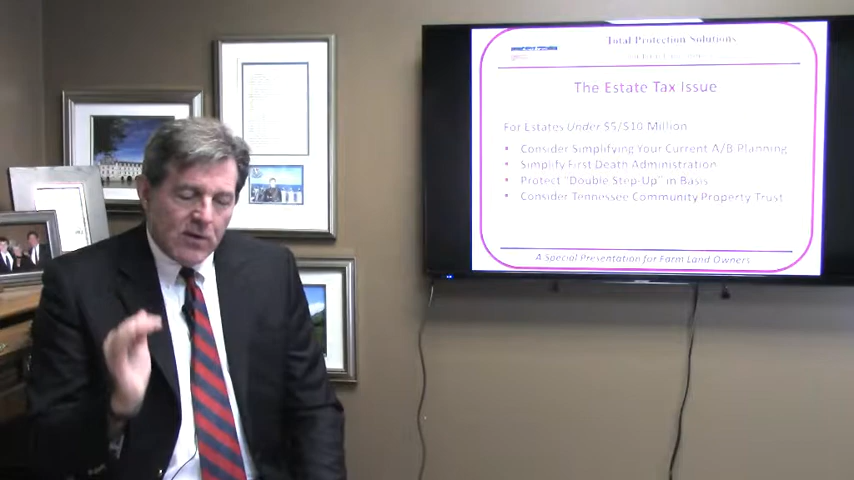 Total Protection Solutions
The Estate Tax Issue
For Estates Under $5/$10 Million
Consider Simplifying Your Current A/B Planning
Simplify First Death Administration
Protect "Double Step-Up" in Basis
Consider Tennessee Community Property Trust
A Special Presentation for Farm Land Owners